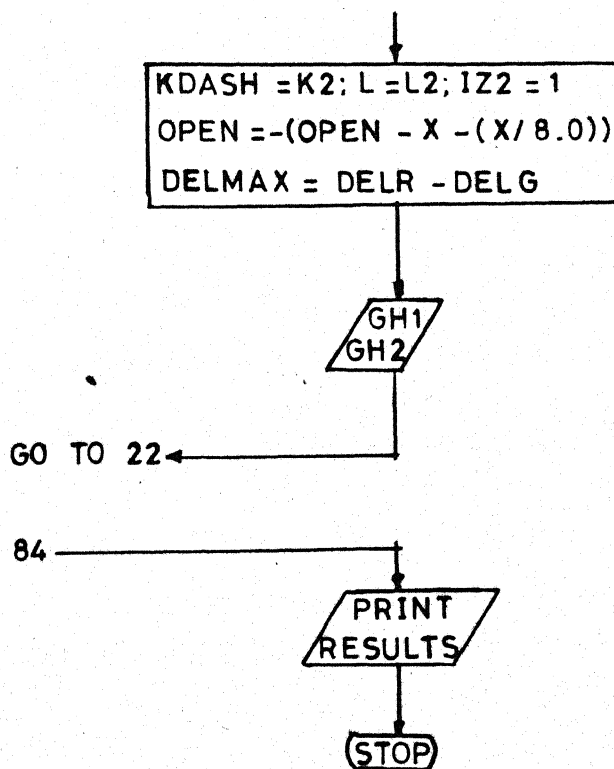 KDASH = K2; L = L2; IZ2 = 1
OPEN = -(OPEN - X - (X/8.0))
DELMAX = DELR - DELG
GH1
GH2
GO TO 22
84
PRINT
RESULTS
STOP